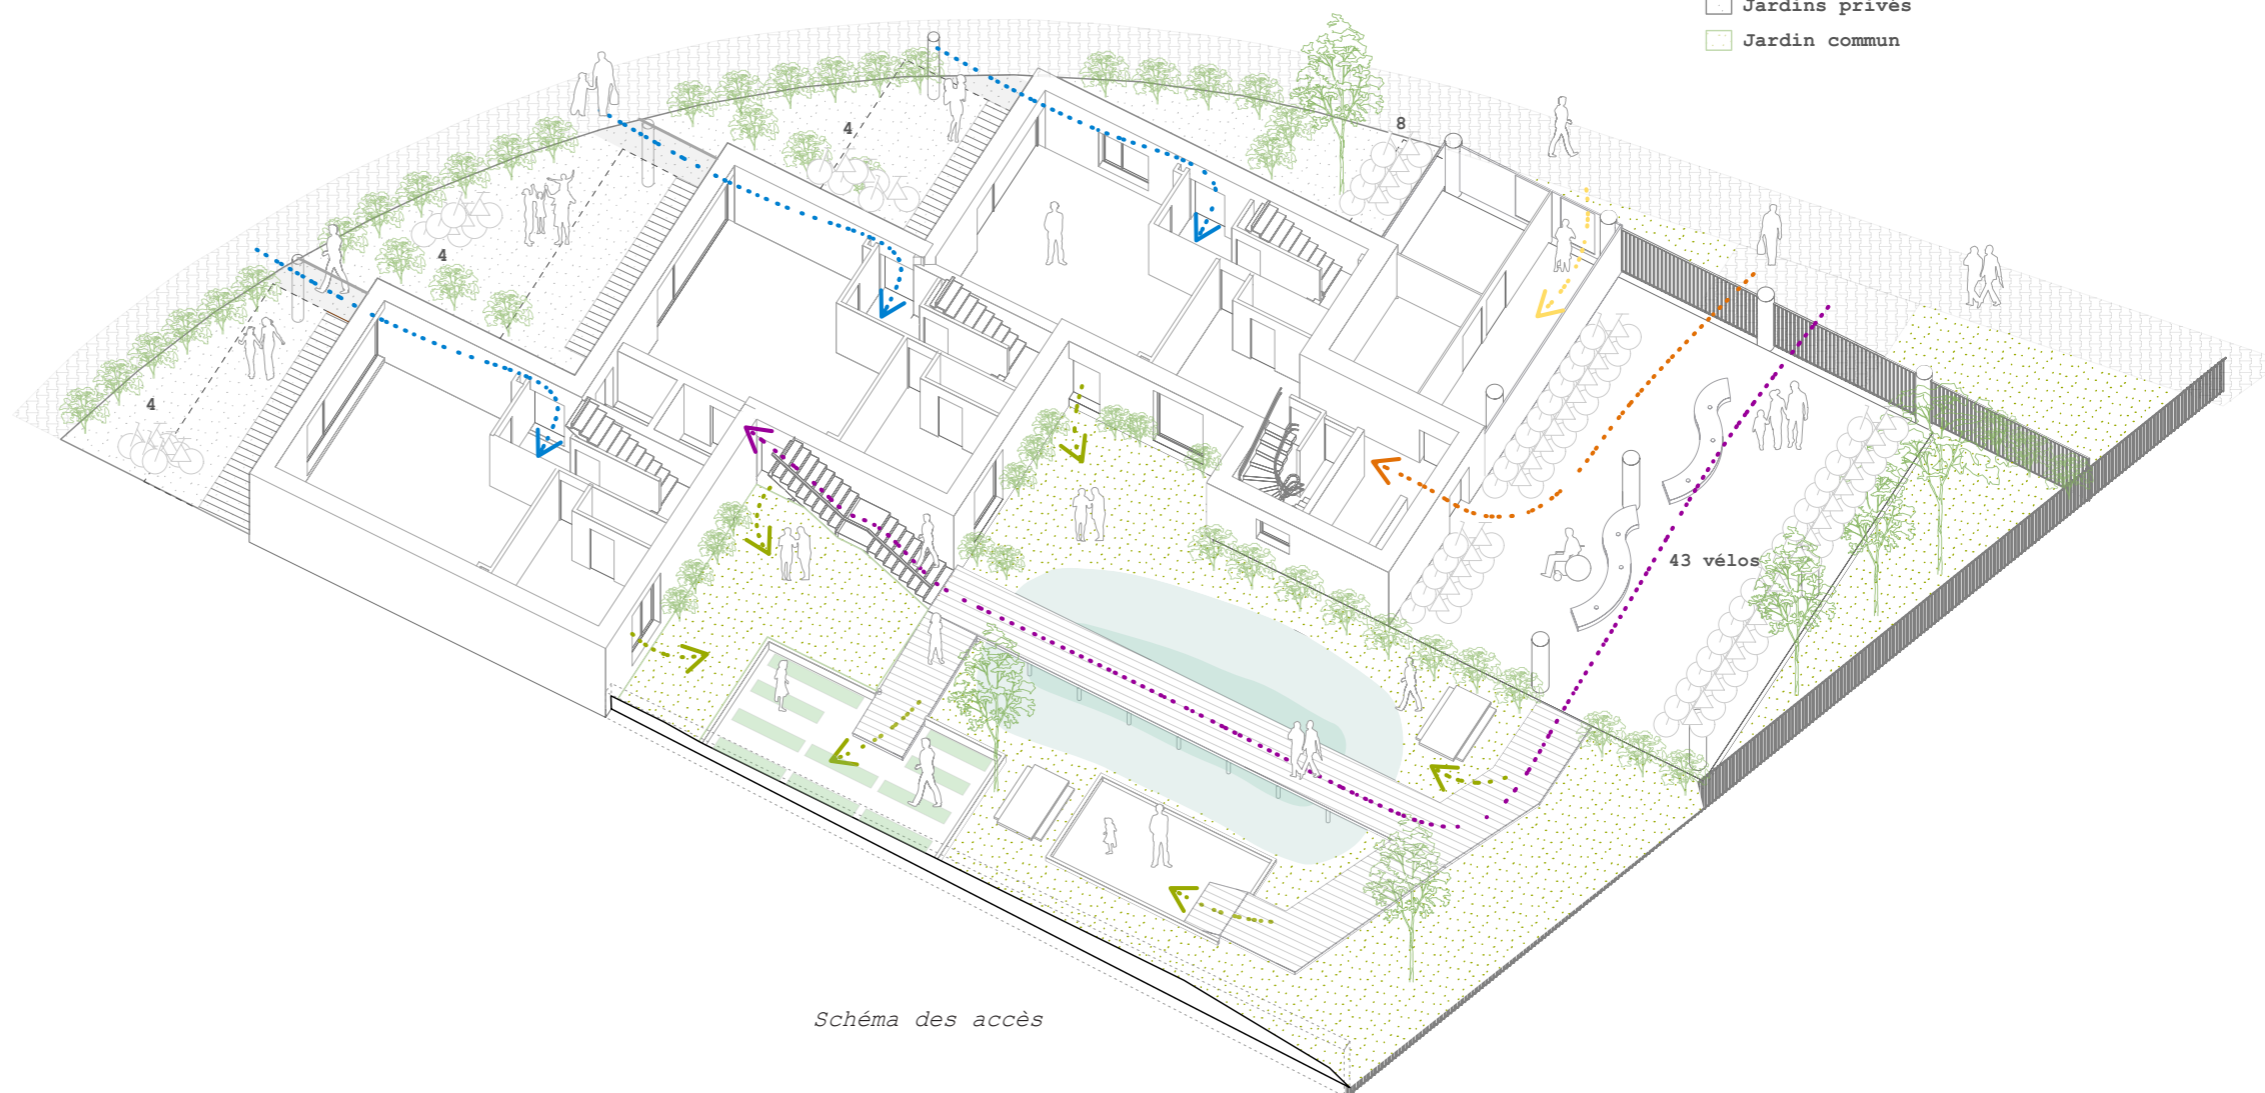 Jardins privés
Jardin commun
4
8
4
4
43 vélos
Schéma des accès